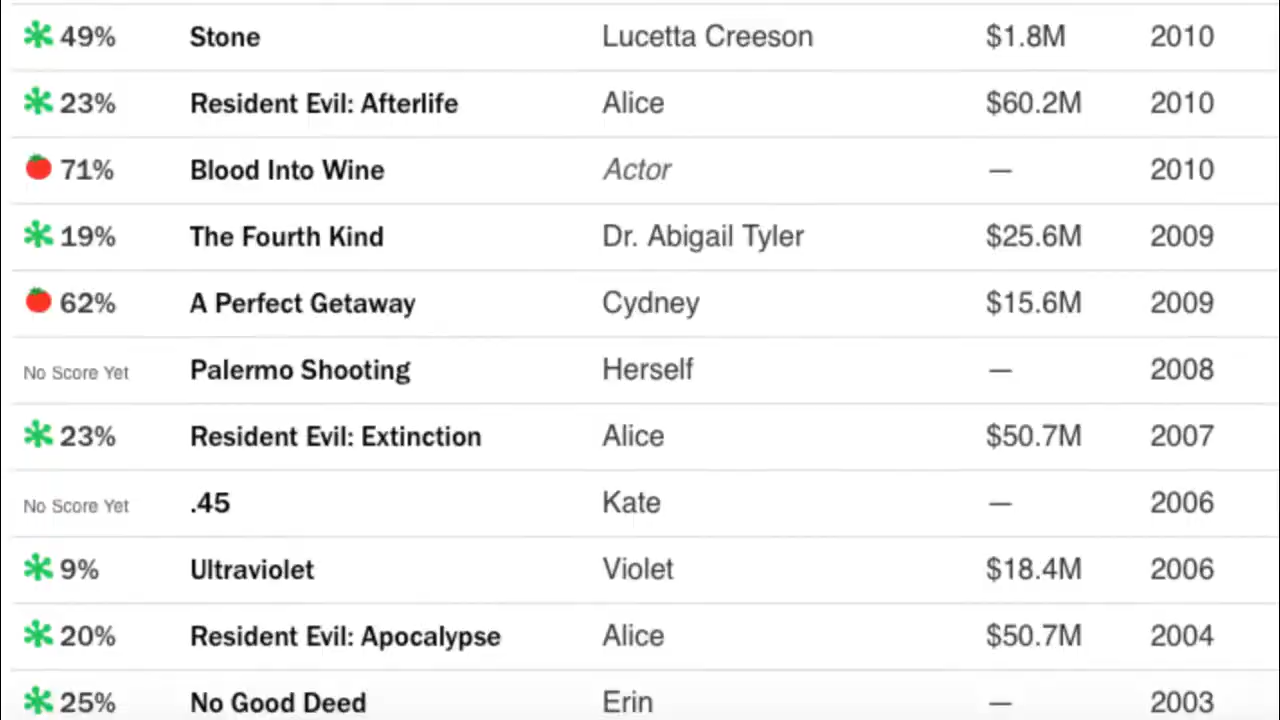 49% Stone Lucetta Creeson $1.8M 2010
23% Resident Evil: Afterlife Alice $60.2M 2010
71% Blood Into Wine Actor — 2010
19% The Fourth Kind Dr. Abigail Tyler $25.6M 2009
62% A Perfect Getaway Cydney $15.6M 2009
No Score Yet Palermo Shooting Herself — 2008
23% Resident Evil: Extinction Alice $50.7M 2007
No Score Yet .45 Kate — 2006
9% Ultraviolet Violet $18.4M 2006
20% Resident Evil: Apocalypse Alice $50.7M 2004
25% No Good Deed Erin — 2003